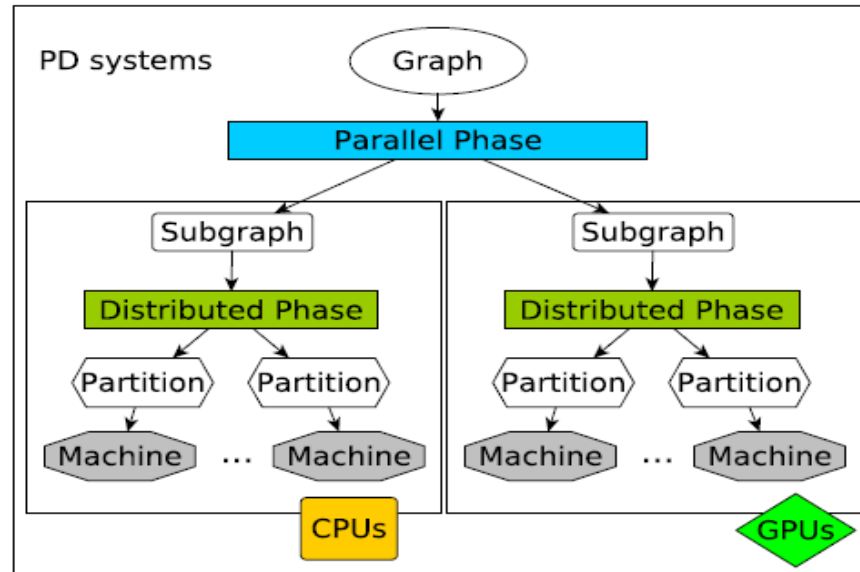 PD systems
Graph
Parallel Phase
Subgraph
Subgraph
Distributed Phase
Distributed Phase
Partition
Partition
Partition
Partition
Machine
...
Machine
Machine
...
Machine
CPUs
GPUs